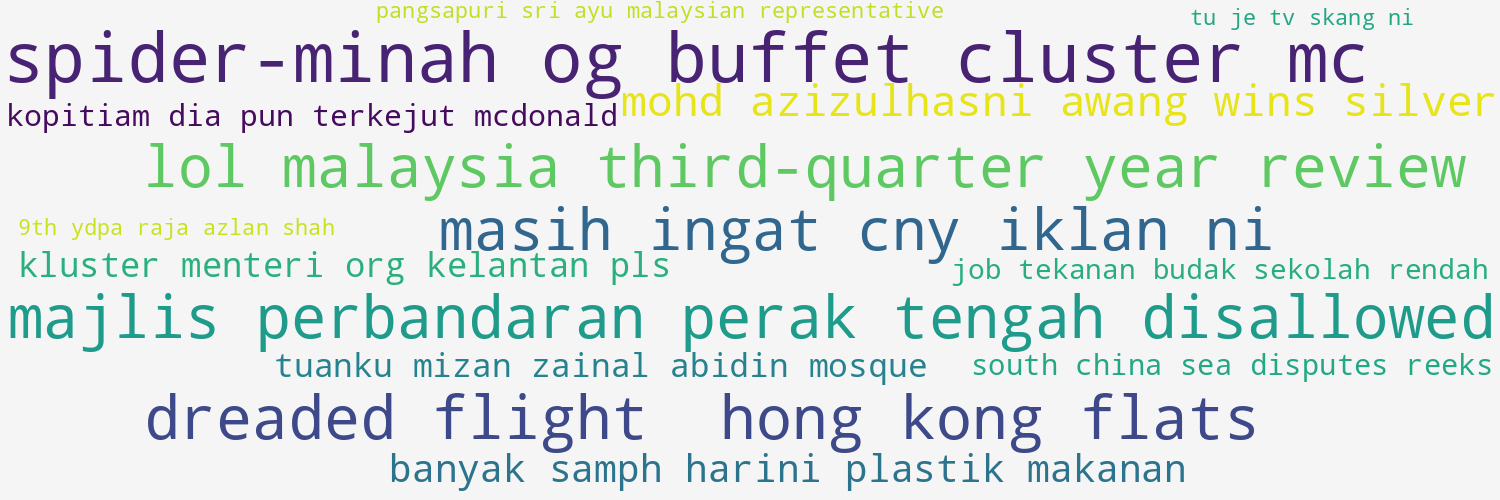 pangsapuri sri ayu malaysian representative
tu je tv skang ni
spider-minah og buffet cluster mc
mohd azizulhasni awang wins silver
kopitiam dia pun terkejut mcdonald
lol malaysia third-quarter year review
9th ydpa raja azlan shah
masih ingat cny iklan ni
kluster menteri org kelantan pls
job tekanan budak sekolah rendah
majlis perbandaran perak tengah disallowed
tuanku mizan zainal abidin mosque
south china sea disputes reeks
dreaded flight
hong kong flats
banyak samph harini plastik makanan